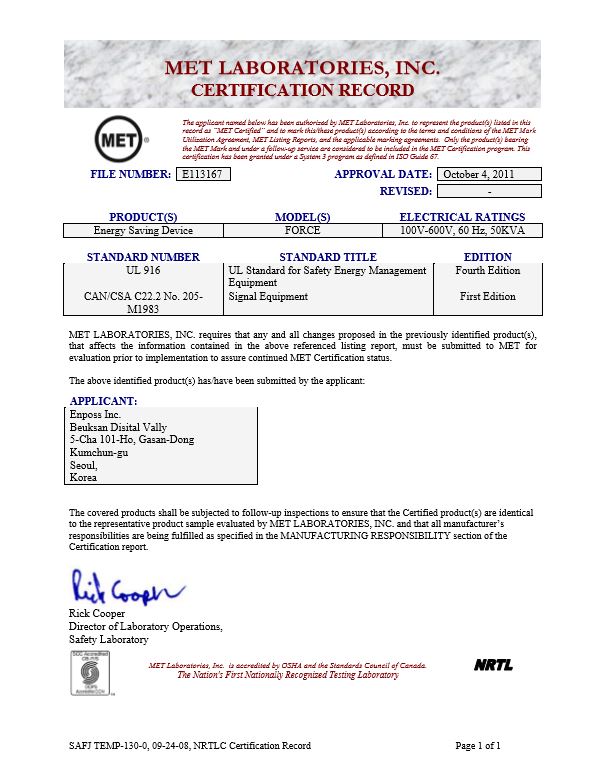 MET LABORATORIES, INC.
CERTIFICATION RECORD
MET ®
The applicant named below has been authorized by MET Laboratories, Inc. to represent the product(s) listed in this
record as "MET Certified" and to mark this/these product(s) according to the terms and conditions of the MET Mark
Utilization Agreement, MET Listing Reports, and the applicable marking agreements. Only the product(s) bearing
the MET Mark and under a follow-up service are considered to be included in the MET Certification program. This
certification has been granted under a System 3 program as defined in ISO Guide 67.
FILE NUMBER: E113167 APPROVAL DATE: October 4, 2011
REVISED: -
PRODUCT(S) MODEL(S) ELECTRICAL RATINGS
Energy Saving Device FORCE 100V-600V, 60 Hz, 50KVA
STANDARD NUMBER STANDARD TITLE EDITION
UL 916 UL Standard for Safety Energy Management Fourth Edition
Equipment
CAN/CSA C22.2 No. 205- Signal Equipment First Edition
M1983
MET LABORATORIES, INC. requires that any and all changes proposed in the previously identified product(s),
that affects the information contained in the above referenced listing report, must be submitted to MET for
evaluation prior to implementation to assure continued MET Certification status.
The above identified product(s) has/have been submitted by the applicant:
APPLICANT:
Enposs Inc.
Beuksan Disital Vally
5-Cha 101-Ho, Gasan-Dong
Kumchun-gu
Seoul,
Korea
The covered products shall be subjected to follow-up inspections to ensure that the Certified product(s) are identical
to the representative product sample evaluated by MET LABORATORIES, INC. and that all manufacturer's
responsibilities are being fulfilled as specified in the MANUFACTURING RESPONSIBILITY section of the
Certification report.
Rick Cooper
Rick Cooper
Director of Laboratory Operations,
Safety Laboratory
MET Laboratories, Inc. is accredited by OSHA and the Standards Council of Canada.
The Nation's First Nationally Recognized Testing Laboratory
NRTL
SAFJ TEMP-130-0, 09-24-08, NRTLC Certification Record Page 1 of 1